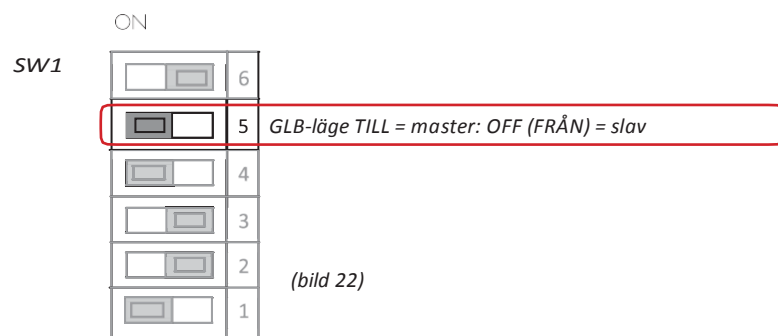 ON
SW1
6
5 GLB-läge TILL = master: OFF (FRÅN) = slav
4
3
2
(bild 22)
1